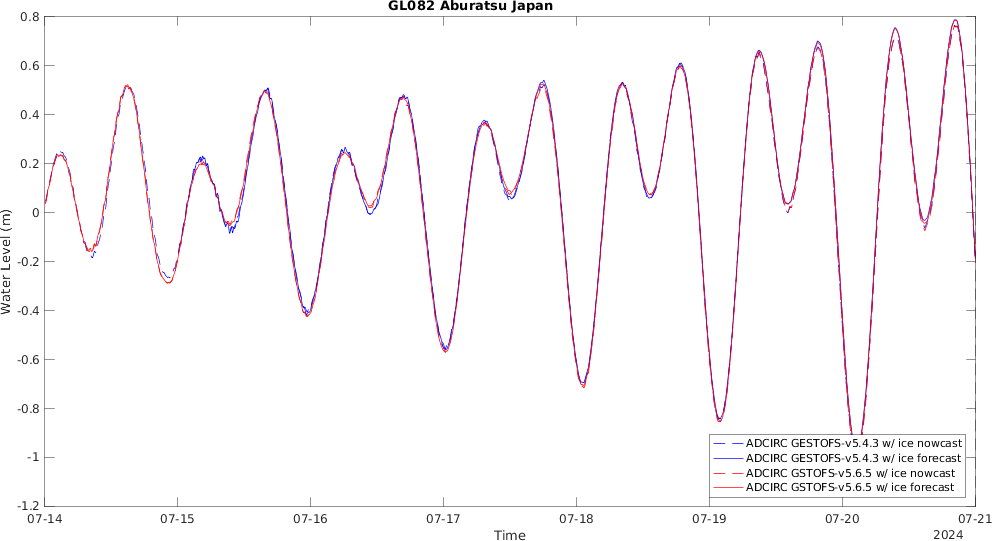 GL082 Aburatsu Japan
0.8
0.6
0.4
0.2
0
-0.2
-0.4
-0.6
-0.8
-1
-1.2
Water Level (m)
ADCIRC GESTOFS-v5.4.3 w/ ice nowcast
ADCIRC GESTOFS-v5.4.3 w/ ice forecast
ADCIRC GSTOFS-v5.6.5 w/ ice nowcast
ADCIRC GSTOFS-v5.6.5 w/ ice forecast
07-14 07-15 07-16 07-17 07-18 07-19 07-20 07-21
Time
2024